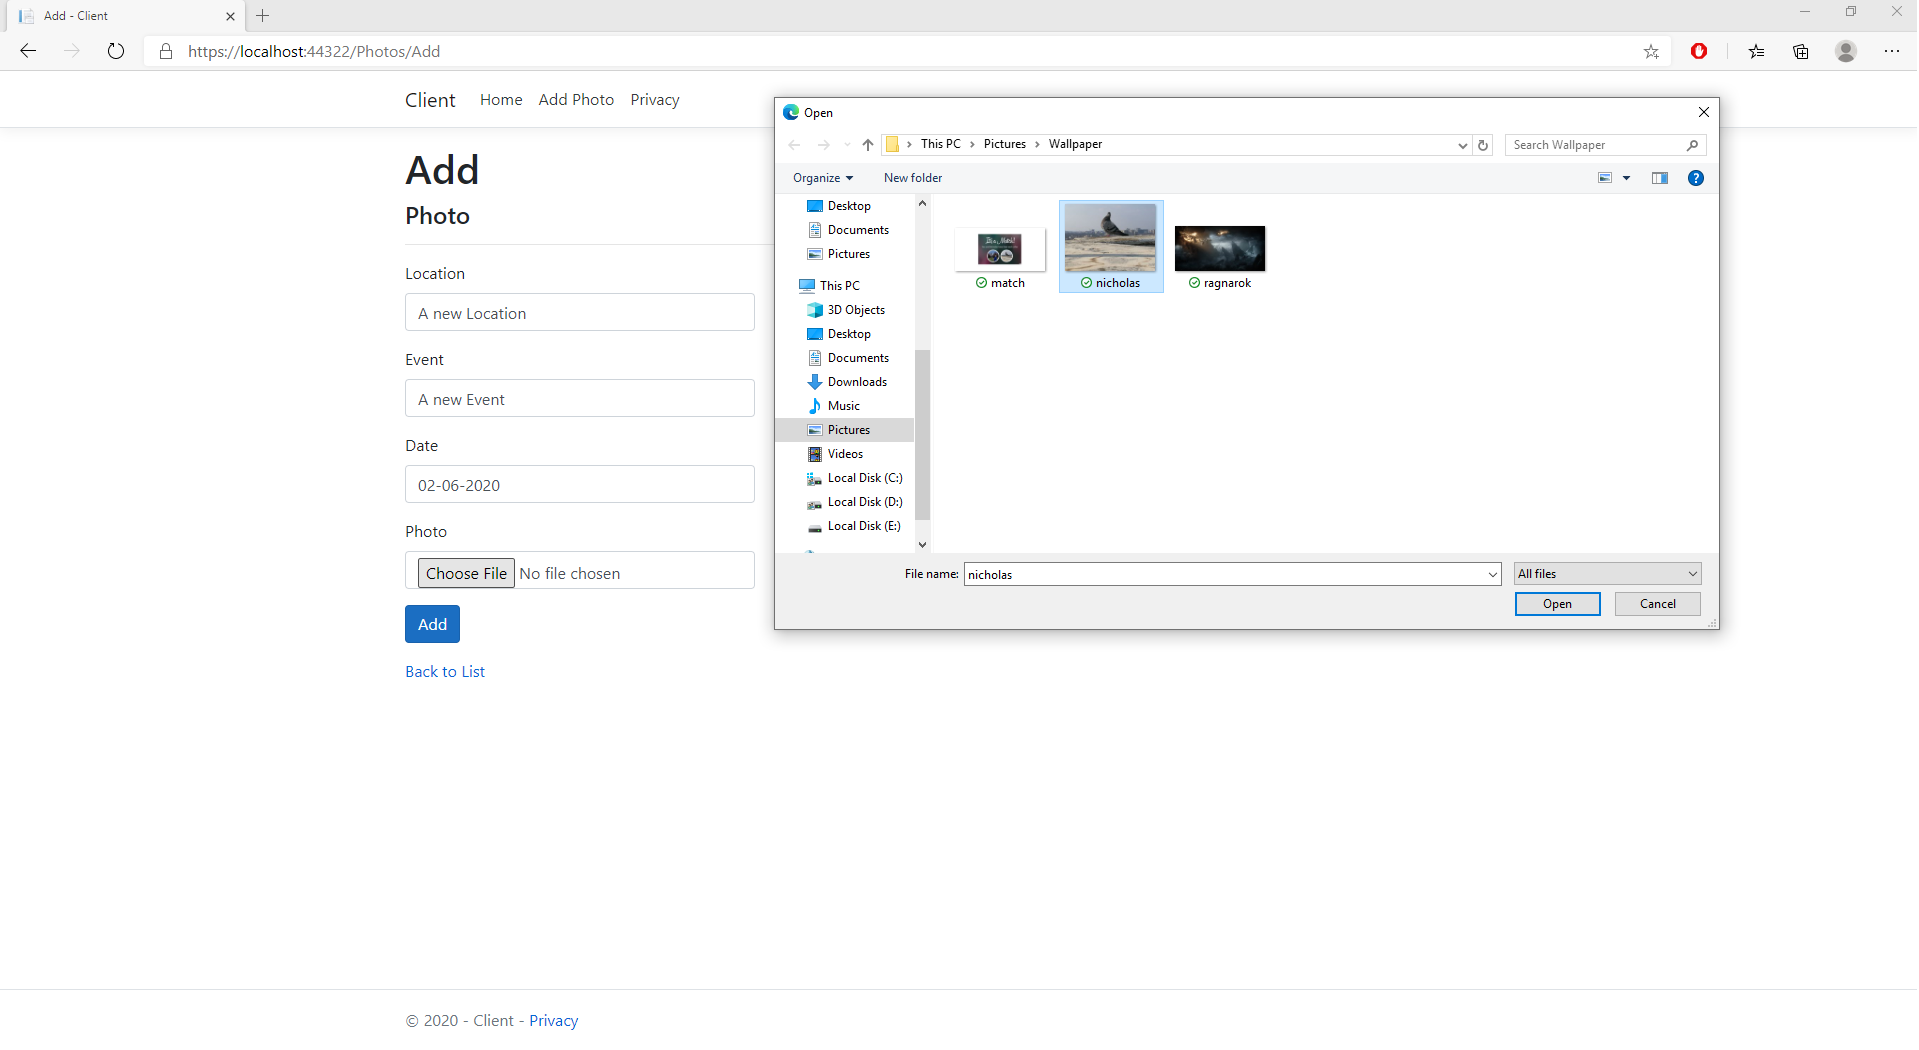 Add - Client
https://localhost:44322/Photos/Add
Client Home Add Photo Privacy
Add
Photo
Location
A new Location
Event
A new Event
Date
02-06-2020
Photo
Choose File No file chosen
Add
Back to List
Open
This PC Pictures Wallpaper
Search Wallpaper
Organize New folder
Desktop
Documents
Pictures
This PC
3D Objects
Desktop
Documents
Downloads
Music
Pictures
Videos
Local Disk (C:)
Local Disk (D:)
Local Disk (E:)
match nicholas ragnarok
File name: nicholas All files
Open Cancel
© 2020 - Client - Privacy